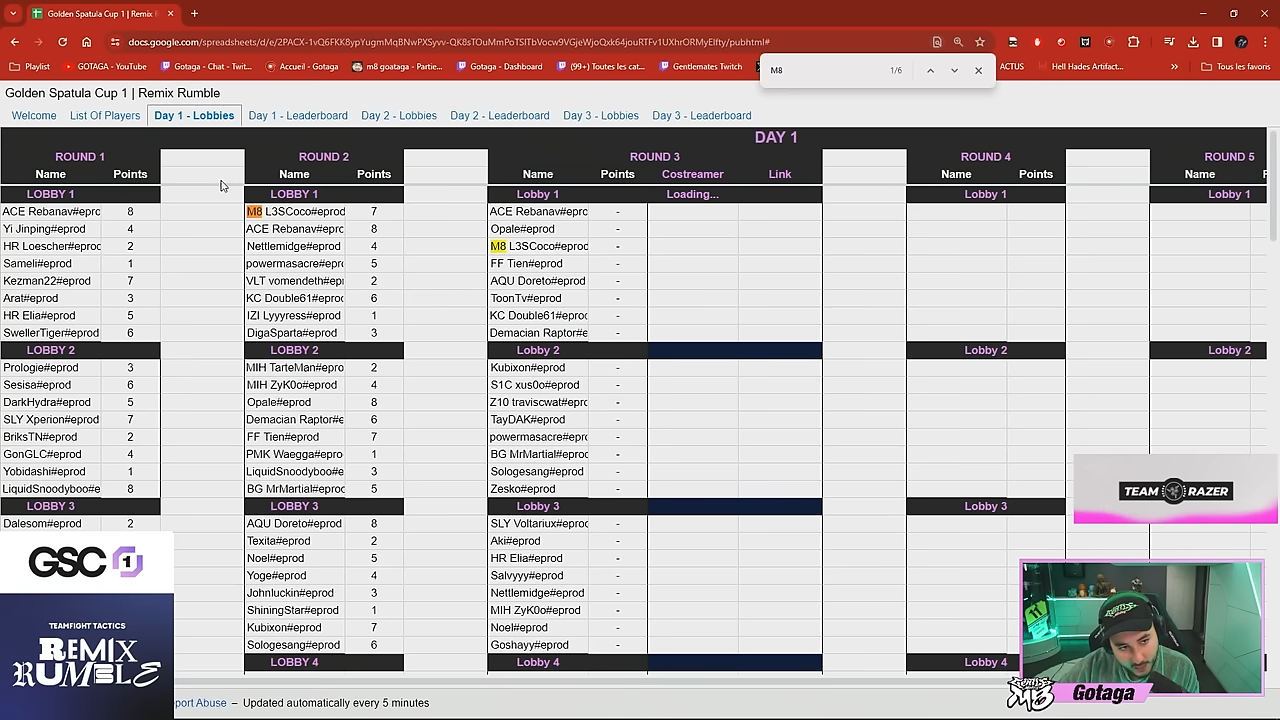 Golden Spatula Cup 1 | Remix R
docs.google.com/spreadsheets/d/e/2PACX-1vQ6FKK8ypYugmMqBNwPXSyvv-QK8sTOuMmPoTSlTbVocw9VGjeWjoQxk64jouRTFv1UXhrORMyElfty/pubhtml#
Playlist GOTAGA - YouTube Gotaga - Chat - Twit... Accueil - Gotaga m8 goataga - Partie... Gotaga - Dashboard (99+) Toutes les cat... Gentlemates Twitch ACTUS Hell Hades Artifact... » Tous les favoris
M8 1/6
Golden Spatula Cup 1 | Remix Rumble
Welcome List Of Players Day 1 - Lobbies Day 1 - Leaderboard Day 2 - Lobbies Day 2 - Leaderboard Day 3 - Lobbies Day 3 - Leaderboard
DAY 1
ROUND 1 ROUND 2 ROUND 3 ROUND 4 ROUND 5
Name Points Name Points Name Points Costreamer Link Name Points Name
LOBBY 1 LOBBY 1 Lobby 1 Loading... Lobby 1 Lobby 1
ACE Rebanav#eprc 8 M8 L3SCoco#eprod 7 ACE Rebanav#eprc -
Yi Jinping#eprod 4 ACE Rebanav#eprc 8 Opale#eprod -
HR Loescher#eproc 2 Nettlemidge#eprod 4 M8 L3SCoco#eprod -
Sameli#eprod 1 powermasacre#eprc 5 FF Tien#eprod -
Kezman22#eprod 7 VLT vomendeth#epr 2 AQU Doreto#eprod -
Arat#eprod 3 KC Double61#eproc 6 ToonTv#eprod -
HR Elia#eprod 5 IZI Lyyyress#eprod 1 KC Double61#eproc -
SwellerTiger#eprod 6 DigaSparta#eprod 3 Demacian Raptor#e -
LOBBY 2 LOBBY 2 Lobby 2 Lobby 2 Lobby 2
Prologie#eprod 3 MIH TarteMan#eprc 2 Kubixon#eprod -
Sesisa#eprod 6 MIH ZyK0o#eprod 4 S1C xus0o#eprod -
DarkHydra#eprod 5 Opale#eprod 8 Z10 traviscwat#eprc -
SLY Xperion#eprod 7 Demacian Raptor#e 6 TayDAK#eprod -
BriksTN#eprod 2 FF Tien#eprod 7 powermasacre#eprc -
GonGLC#eprod 4 PMK Waegga#eproc 1 BG MrMartial#eproc -
Yobidashi#eprod 1 LiquidSnoodyboo#e 3 Sologesang#eprod -
LiquidSnoodyboo#e 8 BG MrMartial#eproc 5 Zesko#eprod -
LOBBY 3 LOBBY 3 Lobby 3 Lobby 3
Dalesom#eprod 2 AQU Doreto#eprod 8 SLY Voltariux#eproc -
Texita#eprod 2 Aki#eprod -
Noel#eprod 5 HR Elia#eprod -
Yoge#eprod 4 Salvyyy#eprod -
Johnluckin#eprod 3 Nettlemidge#eprod -
ShiningStar#eprod 1 MIH ZyK0o#eprod -
Kubixon#eprod 7 Noel#eprod -
Sologesang#eprod 6 Goshayy#eprod -
LOBBY 4 Lobby 4 Lobby 4
port Abuse – Updated automatically every 5 minutes
GSC 1
TEAMFIGHT TACTICS
REMIX
RUMBLE
TEAM RAZER
M8 Gotaga